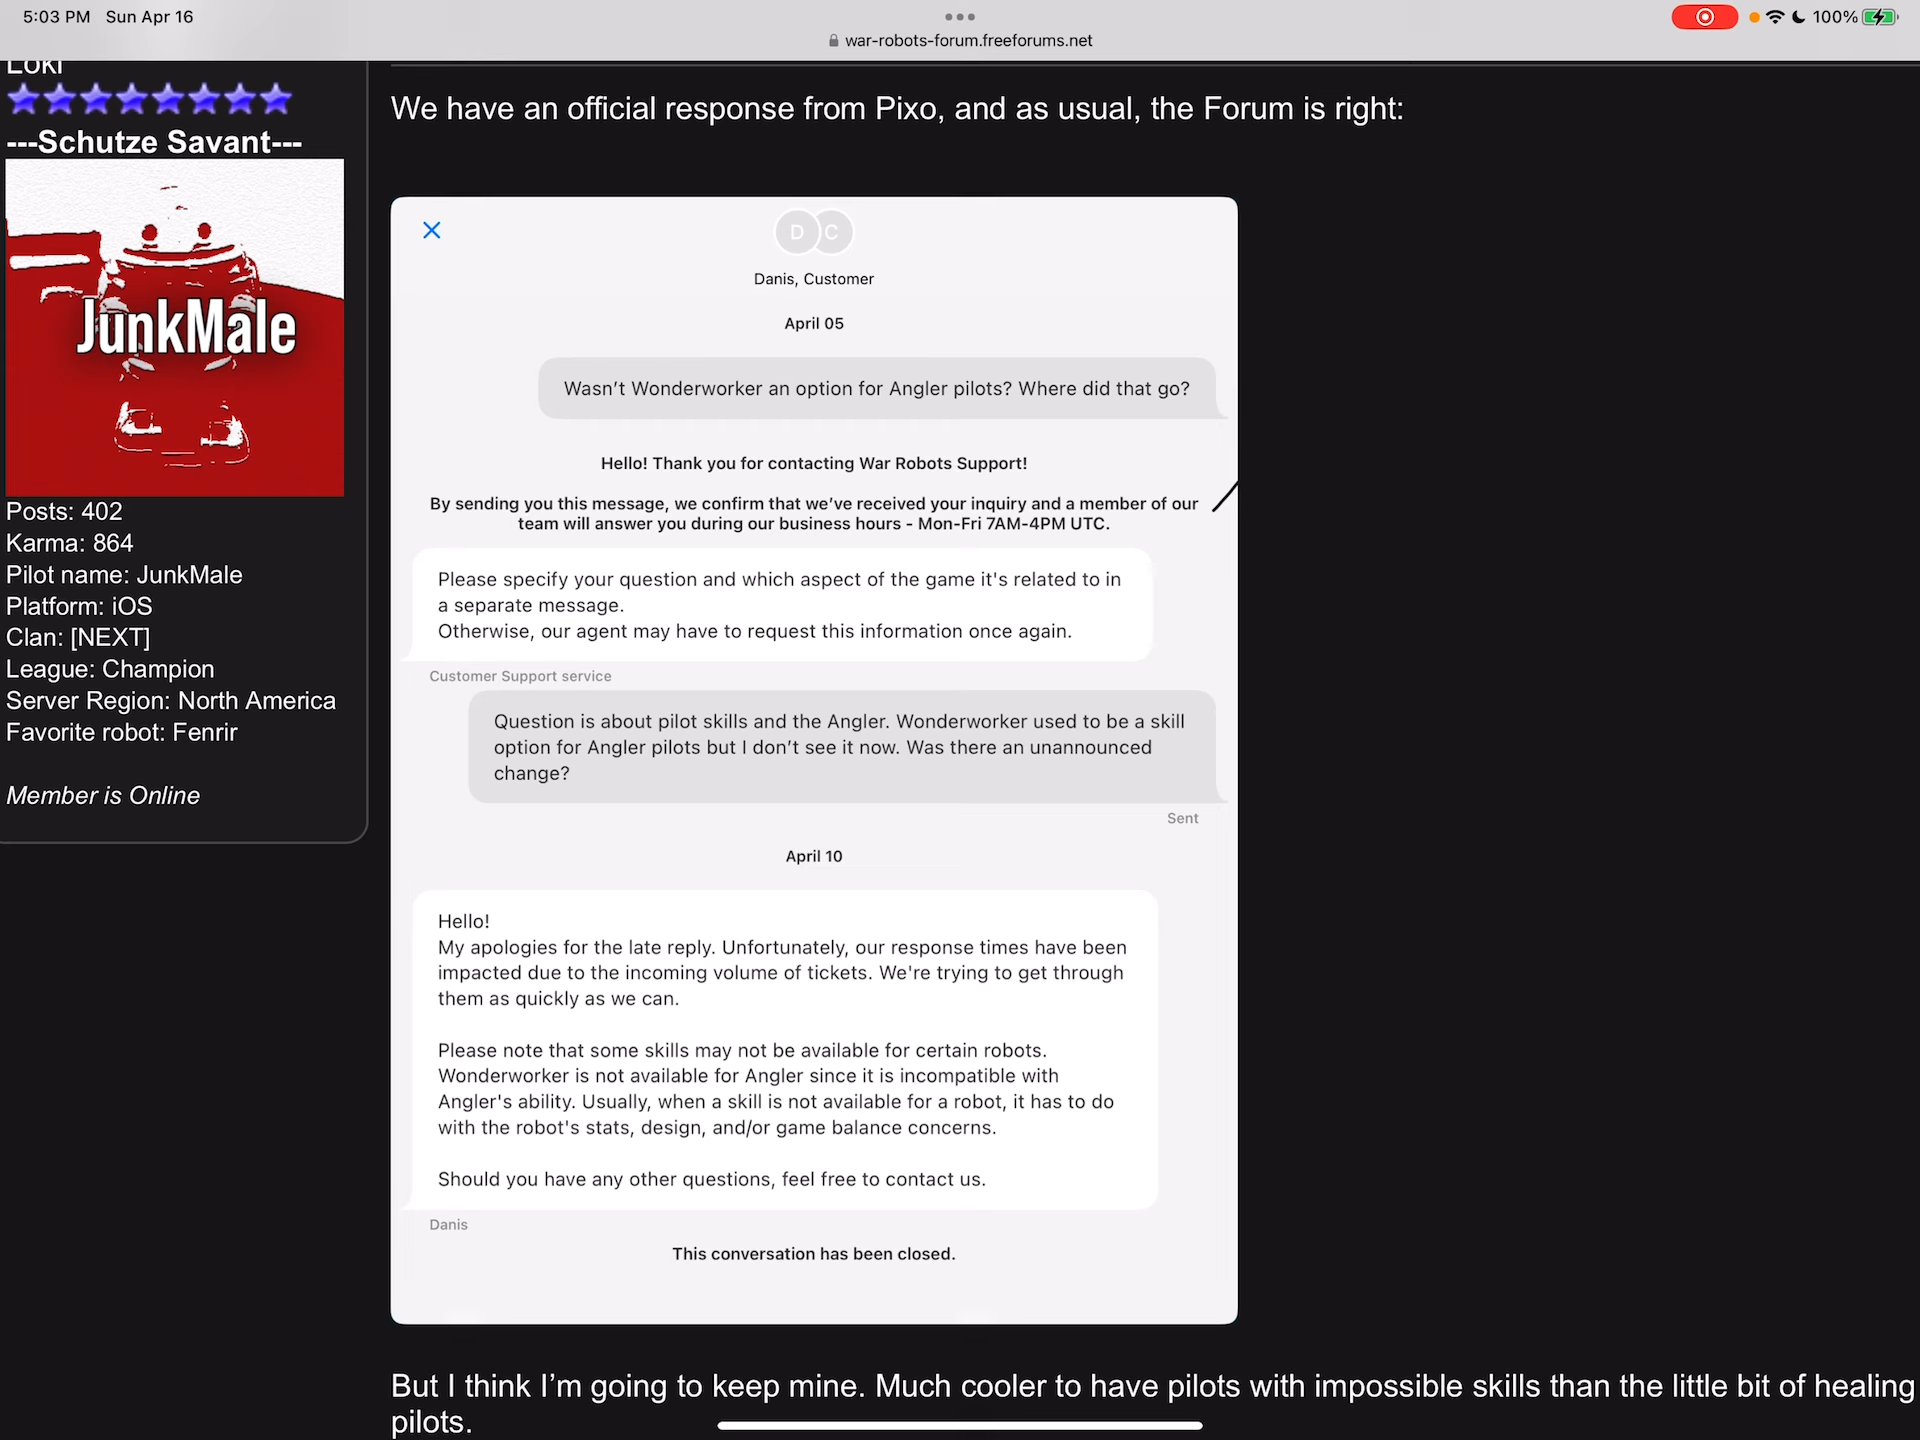 5:03 PM Sun Apr 16
100%
war-robots-forum.freeforums.net
Loki
---Schutze Savant---
JunkMale
Posts: 402
Karma: 864
Pilot name: JunkMale
Platform: iOS
Clan: [NEXT]
League: Champion
Server Region: North America
Favorite robot: Fenrir
Member is Online
We have an official response from Pixo, and as usual, the Forum is right:
D C
Danis, Customer
April 05
Wasn’t Wonderworker an option for Angler pilots? Where did that go?
Hello! Thank you for contacting War Robots Support!
By sending you this message, we confirm that we’ve received your inquiry and a member of our
team will answer you during our business hours - Mon-Fri 7AM-4PM UTC.
Please specify your question and which aspect of the game it's related to in
a separate message.
Otherwise, our agent may have to request this information once again.
Customer Support service
Question is about pilot skills and the Angler. Wonderworker used to be a skill
option for Angler pilots but I don’t see it now. Was there an unannounced
change?
Sent
April 10
Hello!
My apologies for the late reply. Unfortunately, our response times have been
impacted due to the incoming volume of tickets. We're trying to get through
them as quickly as we can.
Please note that some skills may not be available for certain robots.
Wonderworker is not available for Angler since it is incompatible with
Angler's ability. Usually, when a skill is not available for a robot, it has to do
with the robot's stats, design, and/or game balance concerns.
Should you have any other questions, feel free to contact us.
Danis
This conversation has been closed.
But I think I’m going to keep mine. Much cooler to have pilots with impossible skills than the little bit of healing
pilots.